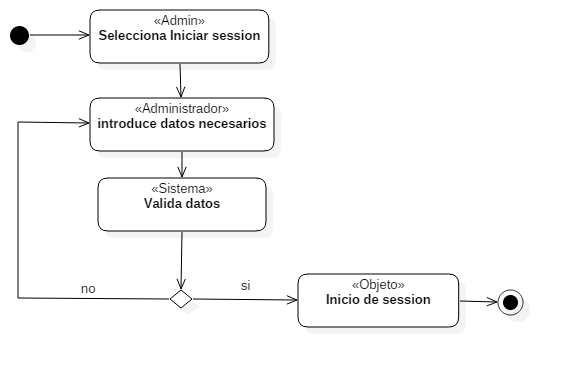 «Admin»
Selecciona Iniciar session
«Administrador»
introduce datos necesarios
«Sistema»
Valida datos
no
si
«Objeto»
Inicio de session